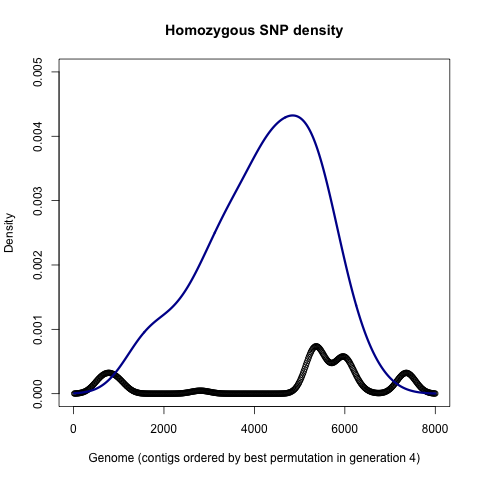 Homozygous SNP density
Density
0.005
0.004
0.003
0.002
0.001
0.000
0 2000 4000 6000 8000
Genome (contigs ordered by best permutation in generation 4)